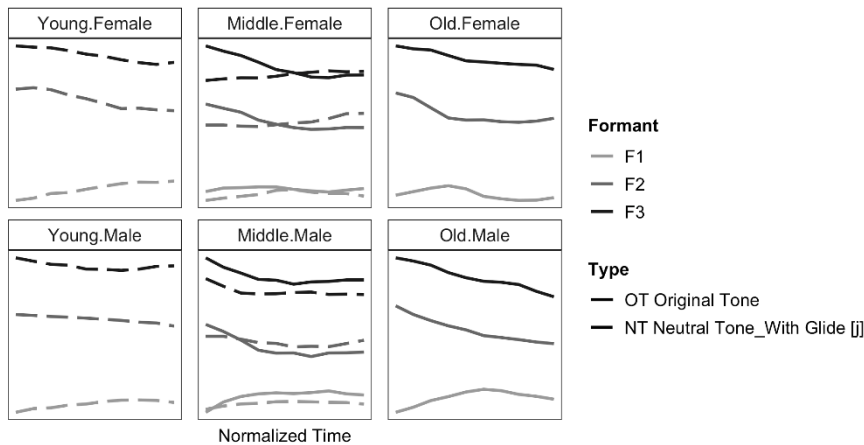 Young.Female
Middle.Female
Old.Female
Young.Male
Middle.Male
Old.Male
Normalized Time
Formant
F1
F2
F3
Type
OT Original Tone
NT Neutral Tone_With Glide [j]